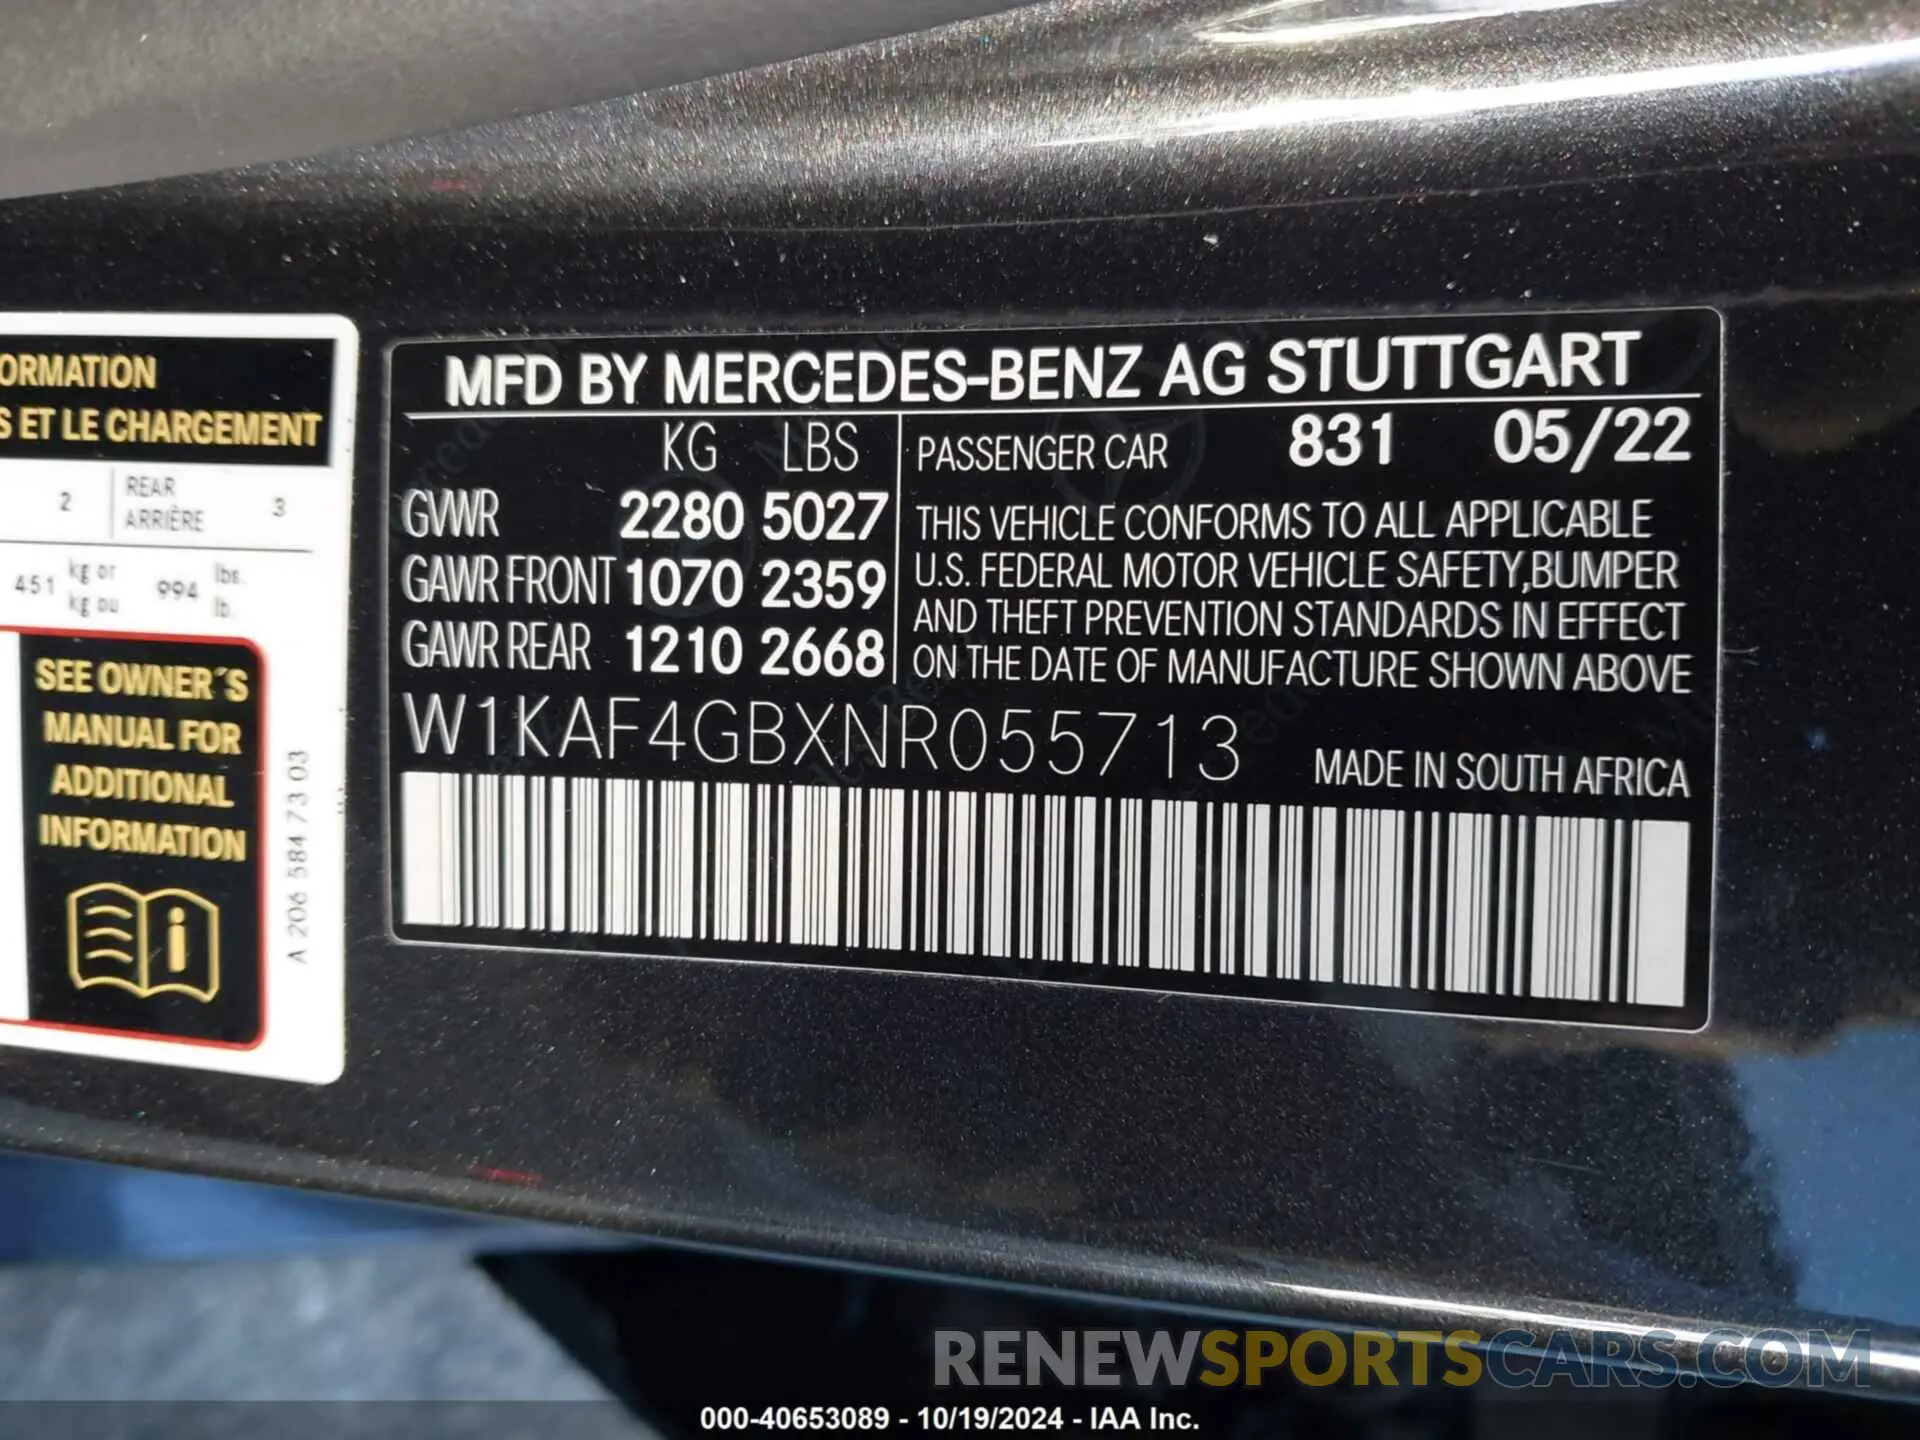 ORMATION
S ET LE CHARGEMENT
2 REAR ARRIÈRE 3
451 kg or kg ou 994 lbs. lb.
SEE OWNER´S
MANUAL FOR
ADDITIONAL
INFORMATION
A 206 584 73 03
MFD BY MERCEDES-BENZ AG STUTTGART
KG LBS
GVWR 2280 5027
GAWR FRONT 1070 2359
GAWR REAR 1210 2668
PASSENGER CAR 831 05/22
THIS VEHICLE CONFORMS TO ALL APPLICABLE
U.S. FEDERAL MOTOR VEHICLE SAFETY,BUMPER
AND THEFT PREVENTION STANDARDS IN EFFECT
ON THE DATE OF MANUFACTURE SHOWN ABOVE
W1KAF4GBXNR055713
MADE IN SOUTH AFRICA
RENEWSPORTSCARS.COM
000-40653089 - 10/19/2024 - IAA Inc.